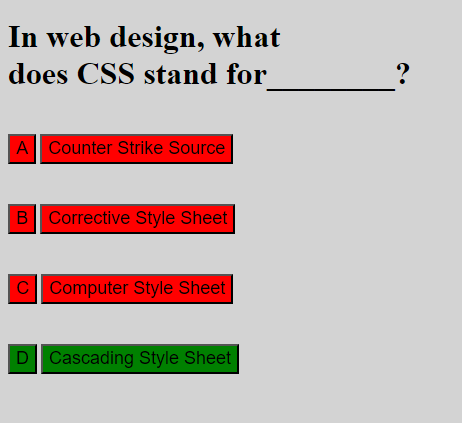 In web design, what
does CSS stand for_________?
A Counter Strike Source
B Corrective Style Sheet
C Computer Style Sheet
D Cascading Style Sheet